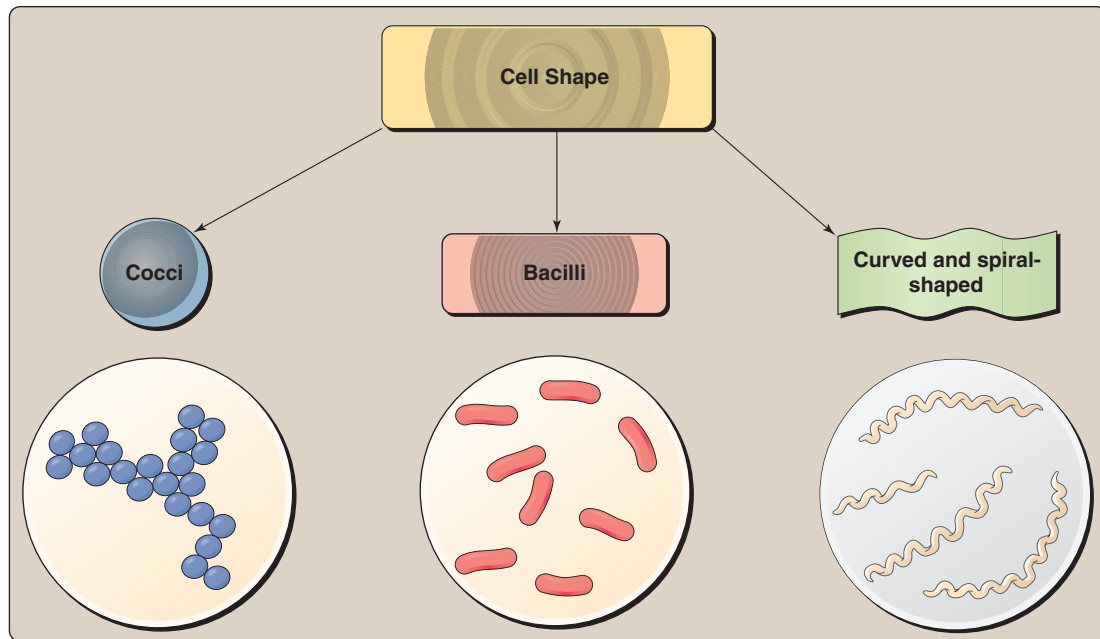 Cell Shape
Cocci
Bacilli
Curved and spiral-
shaped